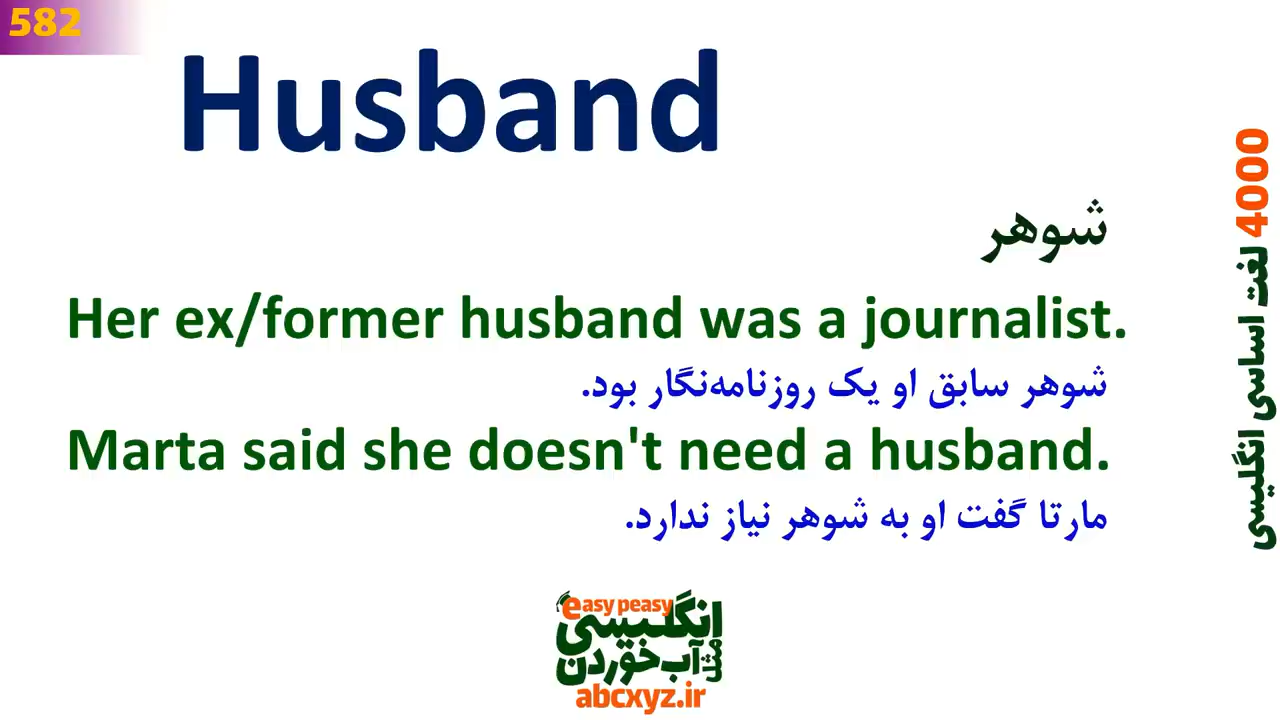 582
Husband
شوهر
Her ex/former husband was a journalist.
شوهر سابق او یک روزنامه‌نگار بود.
Marta said she doesn't need a husband.
مارتا گفت او به شوهر نیاز ندارد.
4000 لغت اساسی انگلیسی
easy peasy
انگلیسی
مثل آب خوردن
abcxyz.ir